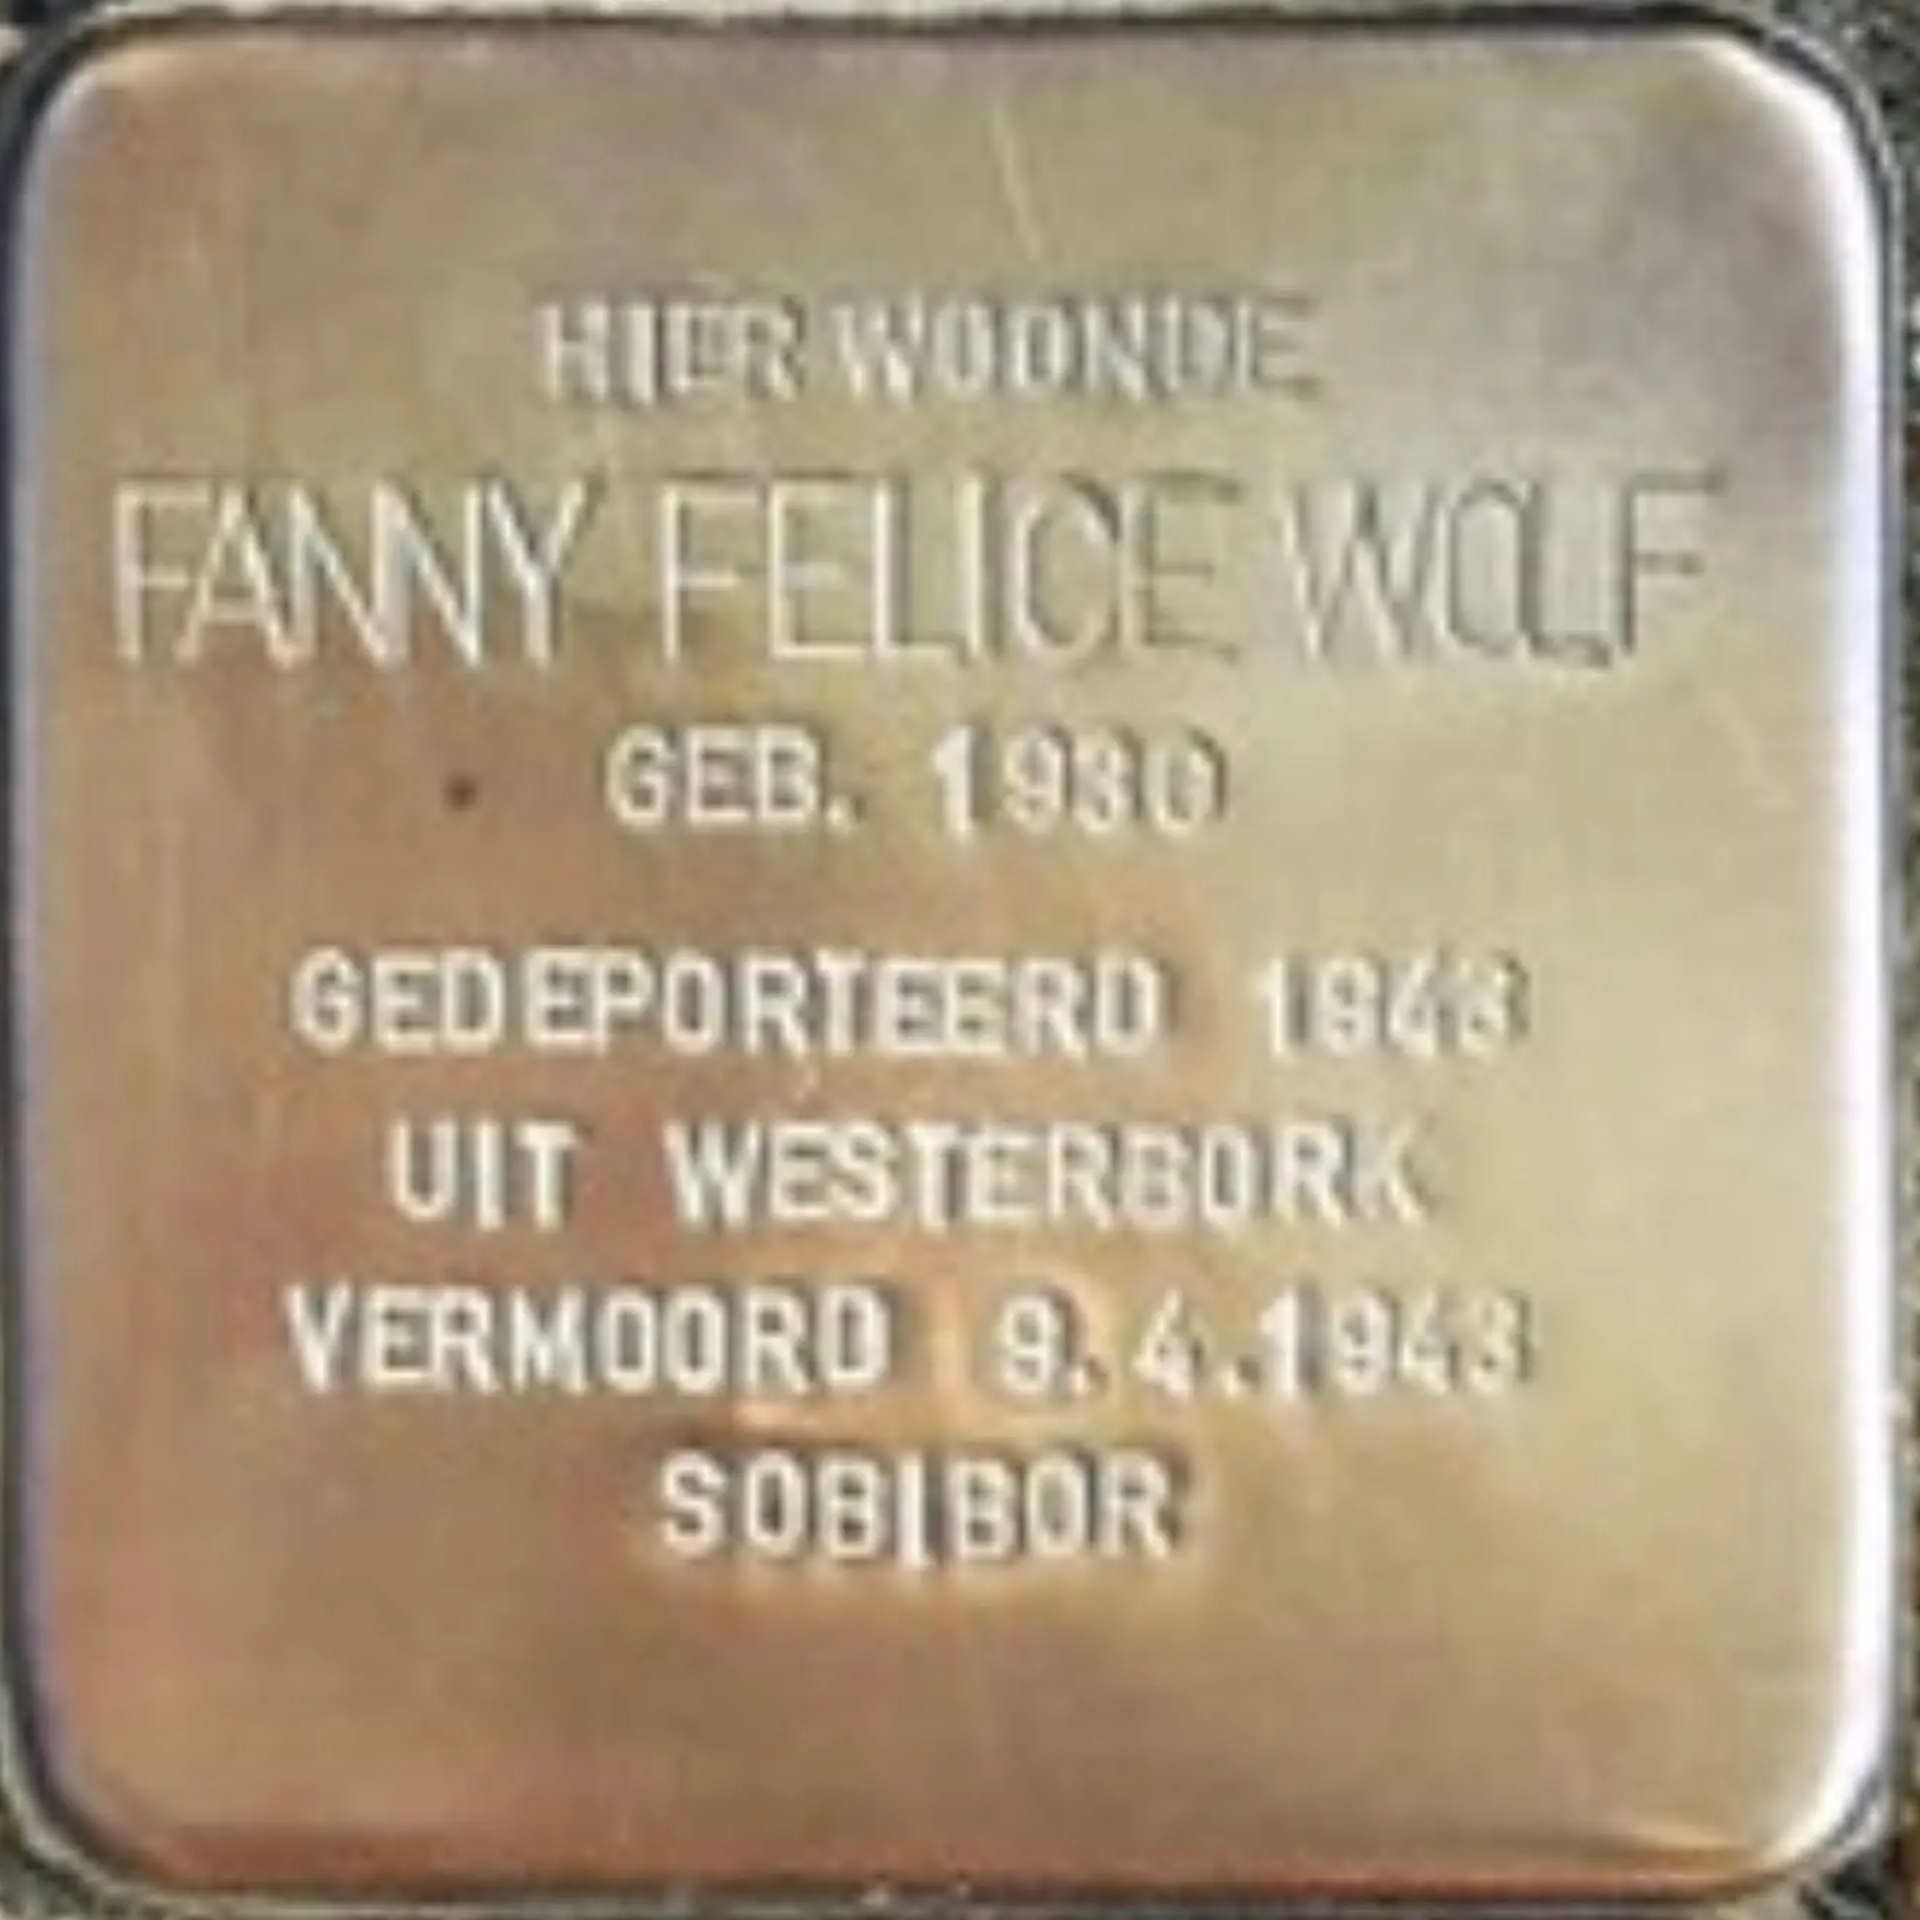 HIER WOONDE
FANNY FELICE WOLF
GEB. 1930
GEDEPORTEERD 1943
UIT WESTERBORK
VERMOORD 9.4.1943
SOBIBOR